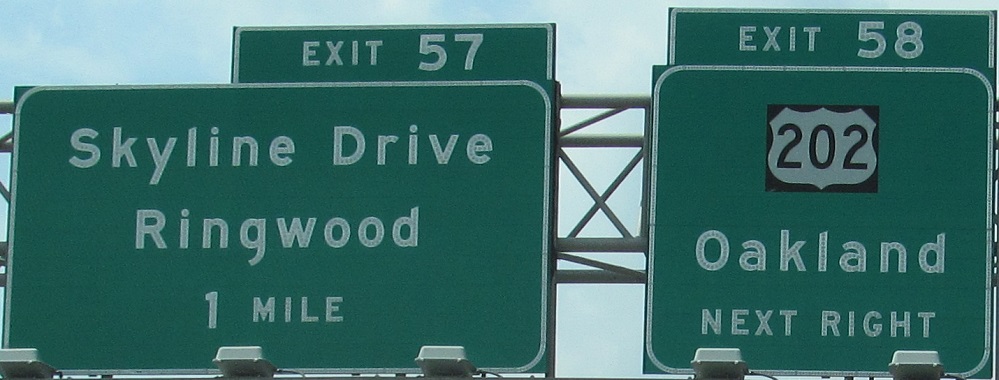 EXIT 57
Skyline Drive
Ringwood
1 MILE
EXIT 58
202
Oakland
NEXT RIGHT